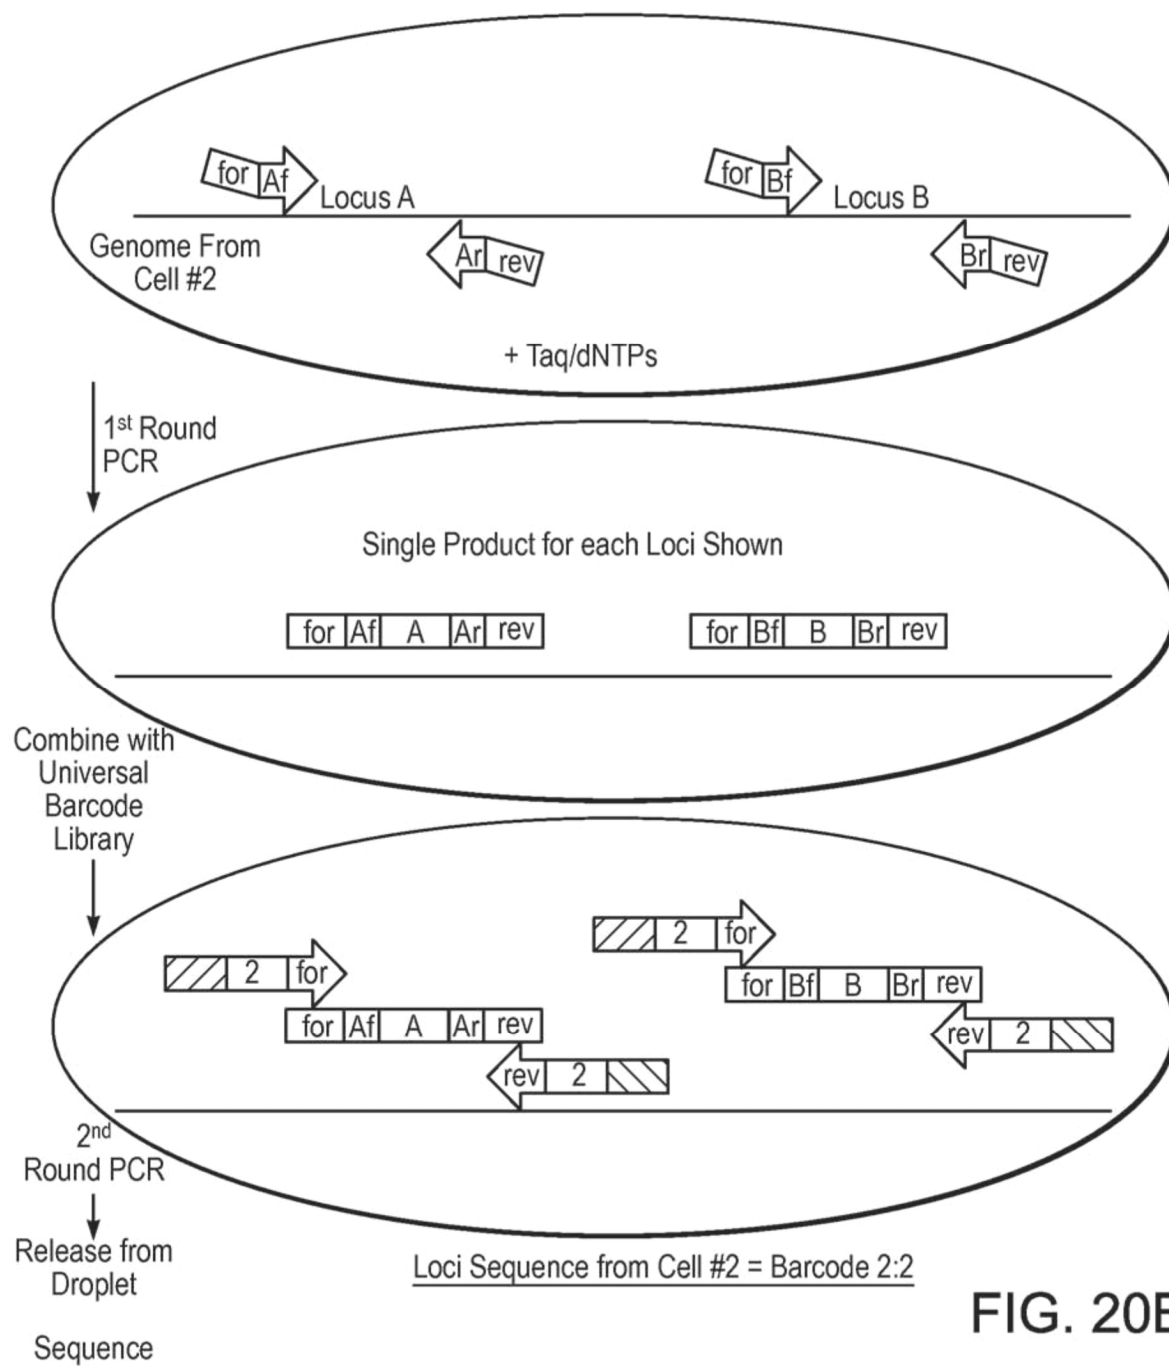 for Af
Locus A
for Bf
Locus B
Genome From
Cell #2
Ar rev
Br rev
+ Taq/dNTPs
1st Round
PCR
Single Product for each Loci Shown
for Af A Ar rev
for Bf B Br rev
Combine with
Universal
Barcode
Library
2 for
2 for
for Bf B Br rev
for Af A Ar rev
rev 2
rev 2
2nd
Round PCR
Release from
Droplet
Loci Sequence from Cell #2 = Barcode 2:2
FIG. 20B
Sequence